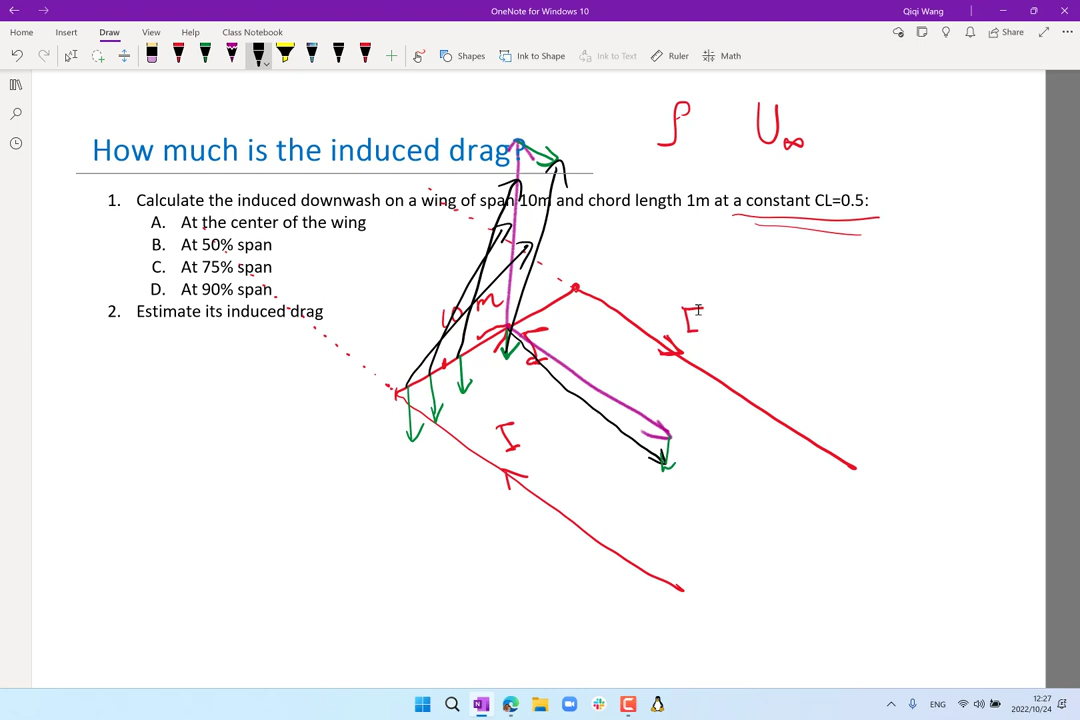 OneNote for Windows 10
Qiqi Wang
Home Insert Draw View Help Class Notebook
Share
Shapes Ink to Shape Ink to Text Ruler Math
ρ U∞
How much is the induced drag?
1. Calculate the induced downwash on a wing of span 10m and chord length 1m at a constant CL=0.5:
A. At the center of the wing
B. At 50% span
C. At 75% span
D. At 90% span
2. Estimate its induced drag
10 m
I
ENG
12:27
2022/10/24